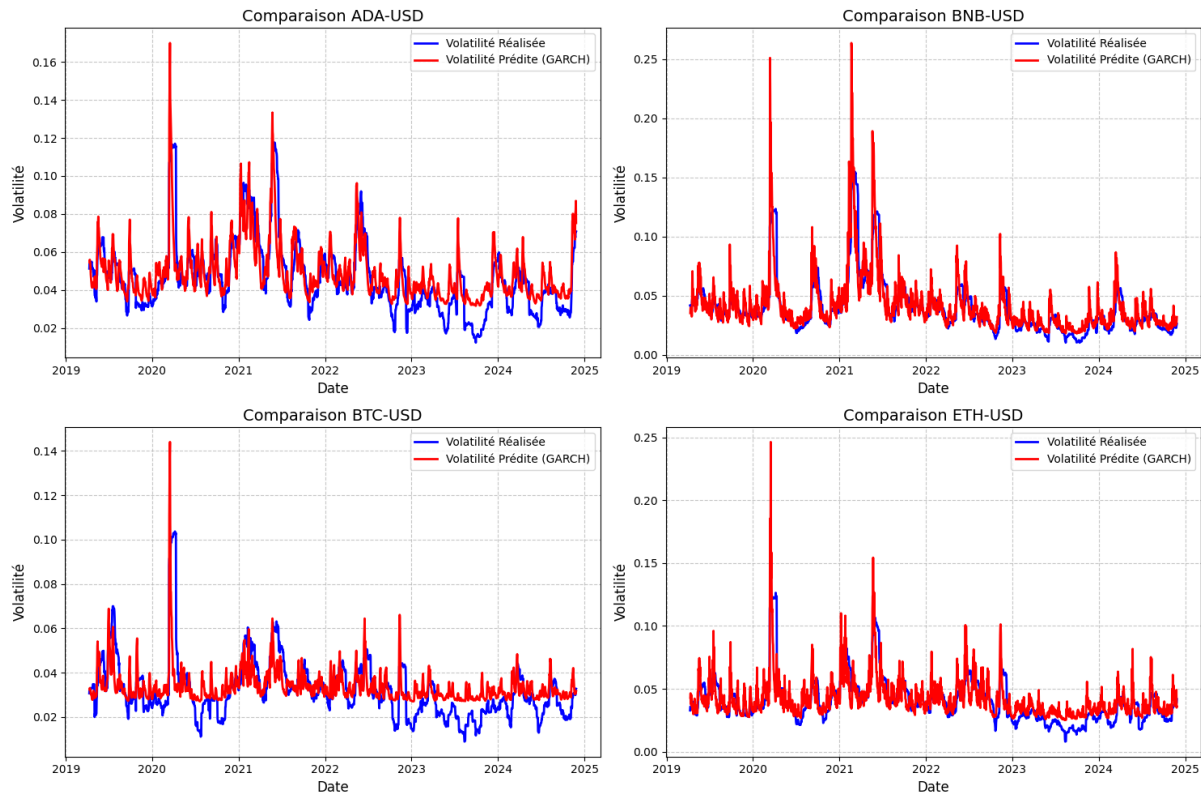 Comparaison ADA-USD
Volatilité Réalisée
Volatilité Prédite (GARCH)
0.16
0.14
0.12
0.10
0.08
0.06
0.04
0.02
Volatilité
2019 2020 2021 2022 2023 2024 2025
Date
Comparaison BNB-USD
Volatilité Réalisée
Volatilité Prédite (GARCH)
0.25
0.20
0.15
0.10
0.05
0.00
Volatilité
2019 2020 2021 2022 2023 2024 2025
Date
Comparaison BTC-USD
Volatilité Réalisée
Volatilité Prédite (GARCH)
0.14
0.12
0.10
0.08
0.06
0.04
0.02
Volatilité
2019 2020 2021 2022 2023 2024 2025
Date
Comparaison ETH-USD
Volatilité Réalisée
Volatilité Prédite (GARCH)
0.25
0.20
0.15
0.10
0.05
0.00
Volatilité
2019 2020 2021 2022 2023 2024 2025
Date